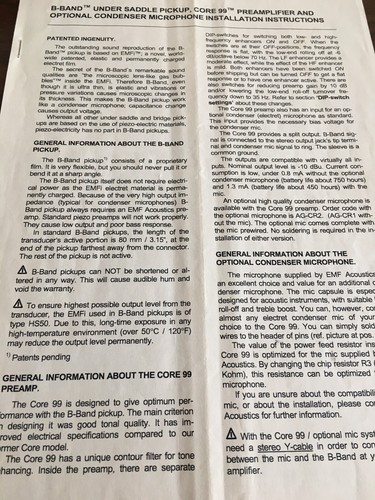 B-BAND™ UNDER SADDLE PICKUP, CORE 99™ PREAMPLIFIER AND
OPTIONAL CONDENSER MICROPHONE INSTALLATION INSTRUCTIONS
PATENTED INGENUITY.
The outstanding sound reproduction of the B-
Band™ pickup is based on EMFi™; a novel, world-
wide patented, elastic and permanently charged
electret film.
The secret of the B-Band's remarkable sound
qualities are "the microscopic lens-like gas bub-
bles"™ inside the EMFi. Therefore B-Band, even
though it is ultra thin, is elastic and vibrations or
pressure variations causes microscopic changes in
its thickness. This makes the B-Band pickup work
like a condenser microphone: capacitance change
causes output voltage.
Whereas all other under saddle and bridge pick-
ups are based on the use of piezo-electric materials,
piezo-electricity has no part in B-Band pickups.
GENERAL INFORMATION ABOUT THE B-BAND
PICKUP.
The B-Band pickup¹⁾ consists of a proprietary
film. It is very flexible, but you should never pull it or
bend it at a sharp angle.
The B-Band pickup itself does not require electri-
cal power as the EMFI electret material is perma-
nently charged. Because of the very high output im-
pedance (typical for condenser microphones) B-
Band pickup always requires an EMF Acoustics pre-
amp. Standard preamps will not work properly.
They cause low output and poor bass response.
In standard B-Band pickups, the length of the
transducer's active portion is 80 mm / 3.15", at the
end of the pickup farthest away from the connector.
The rest of the pickup is not active.
⚠ B-Band pickups can NOT be shortened or al-
tered in any way. This will cause audible hum and
void the warranty.
⚠ To ensure highest possible output level from the
transducer, the EMFi used in B-Band pickups is of
type HS50. Due to this, long-time exposure in any
high-temperature environment (over 50°C / 120°F)
may reduce the output level permanently.
¹⁾ Patents pending
GENERAL INFORMATION ABOUT THE CORE 99
PREAMP.
The Core 99 is designed to give optimum per-
formance with the B-Band pickup. The main criterion
designing it was good tonal quality. It has im-
roved electrical specifications compared to our
rmer Core model.
The Core 99 has a unique contour filter for tone
hancing. Inside the preamp, there are separate
DIP-switches for switching both low- and high-
frequency enhancers ON and OFF. When the
switches are at their OFF-positions, the frequency
response is flat, with the low-end rolling off at -6
dB/octave below 10 Hz. The LF enhancer provides a
moderate effect, while the effect of the HF enhancer
is mild. Both enhancers have been switched ON
before shipping but can be turned OFF to get a flat
response or to have one enhancer active. There are
also switches for reducing preamp gain by 10 dB
and/or lowering the low-end roll-off turnover fre-
quency down to 3 Hz. Refer to section 'DIP-switch
settings' about these changes.
The Core 99 preamp also has an input for an op-
tional condenser (electret) microphone as standard.
This input provides the necessary bias voltage for
the condenser mic.
The Core 99 provides a split output. B-Band sig-
nal is connected to the stereo output jack's tip termi-
nal and condenser mic signal to ring. The sleeve is a
common ground.
The outputs are compatible with virtually all in-
puts. Nominal output level is -10 dBu. Current con-
sumption is low, under 0.8 mA without the optional
condenser microphone (battery life about 750 hours)
and 1.3 mA (battery life about 450 hours) with the
mic.
An optional high quality condenser microphone is
available with the Core 99 preamp. Order code with
the optional microphone is AG-CR2. (AG-CR1 with-
out the mic). The optional mic comes complete with
the mic prewired. No soldering is required in the in-
stallation of either version.
GENERAL INFORMATION ABOUT THE
OPTIONAL CONDENSER MICROPHONE.
The microphone supplied by EMF Acoustics
an excellent choice and value for an additional c
denser microphone. The mic capsule is espec
designed for acoustic instruments, with suitable
roll-off and treble boost. You can, however, cor
almost any electret condenser mic of your
choice to the Core 99. You can simply sold
wires to the header of pins (ref. picture at pos.
The value of the power feed resistor ins
Core 99 is optimized for the mic supplied b
Acoustics. By changing the chip resistor R3 (
Kohm), this resistance can be optimized
microphone.
If you are unsure about the compatibili
mic, or about the installation, please con
Acoustics for further information.
⚠ With the Core 99 / optional mic syst
need a stereo Y-cable in order to con
between the mic and the B-Band at y
amplifier.